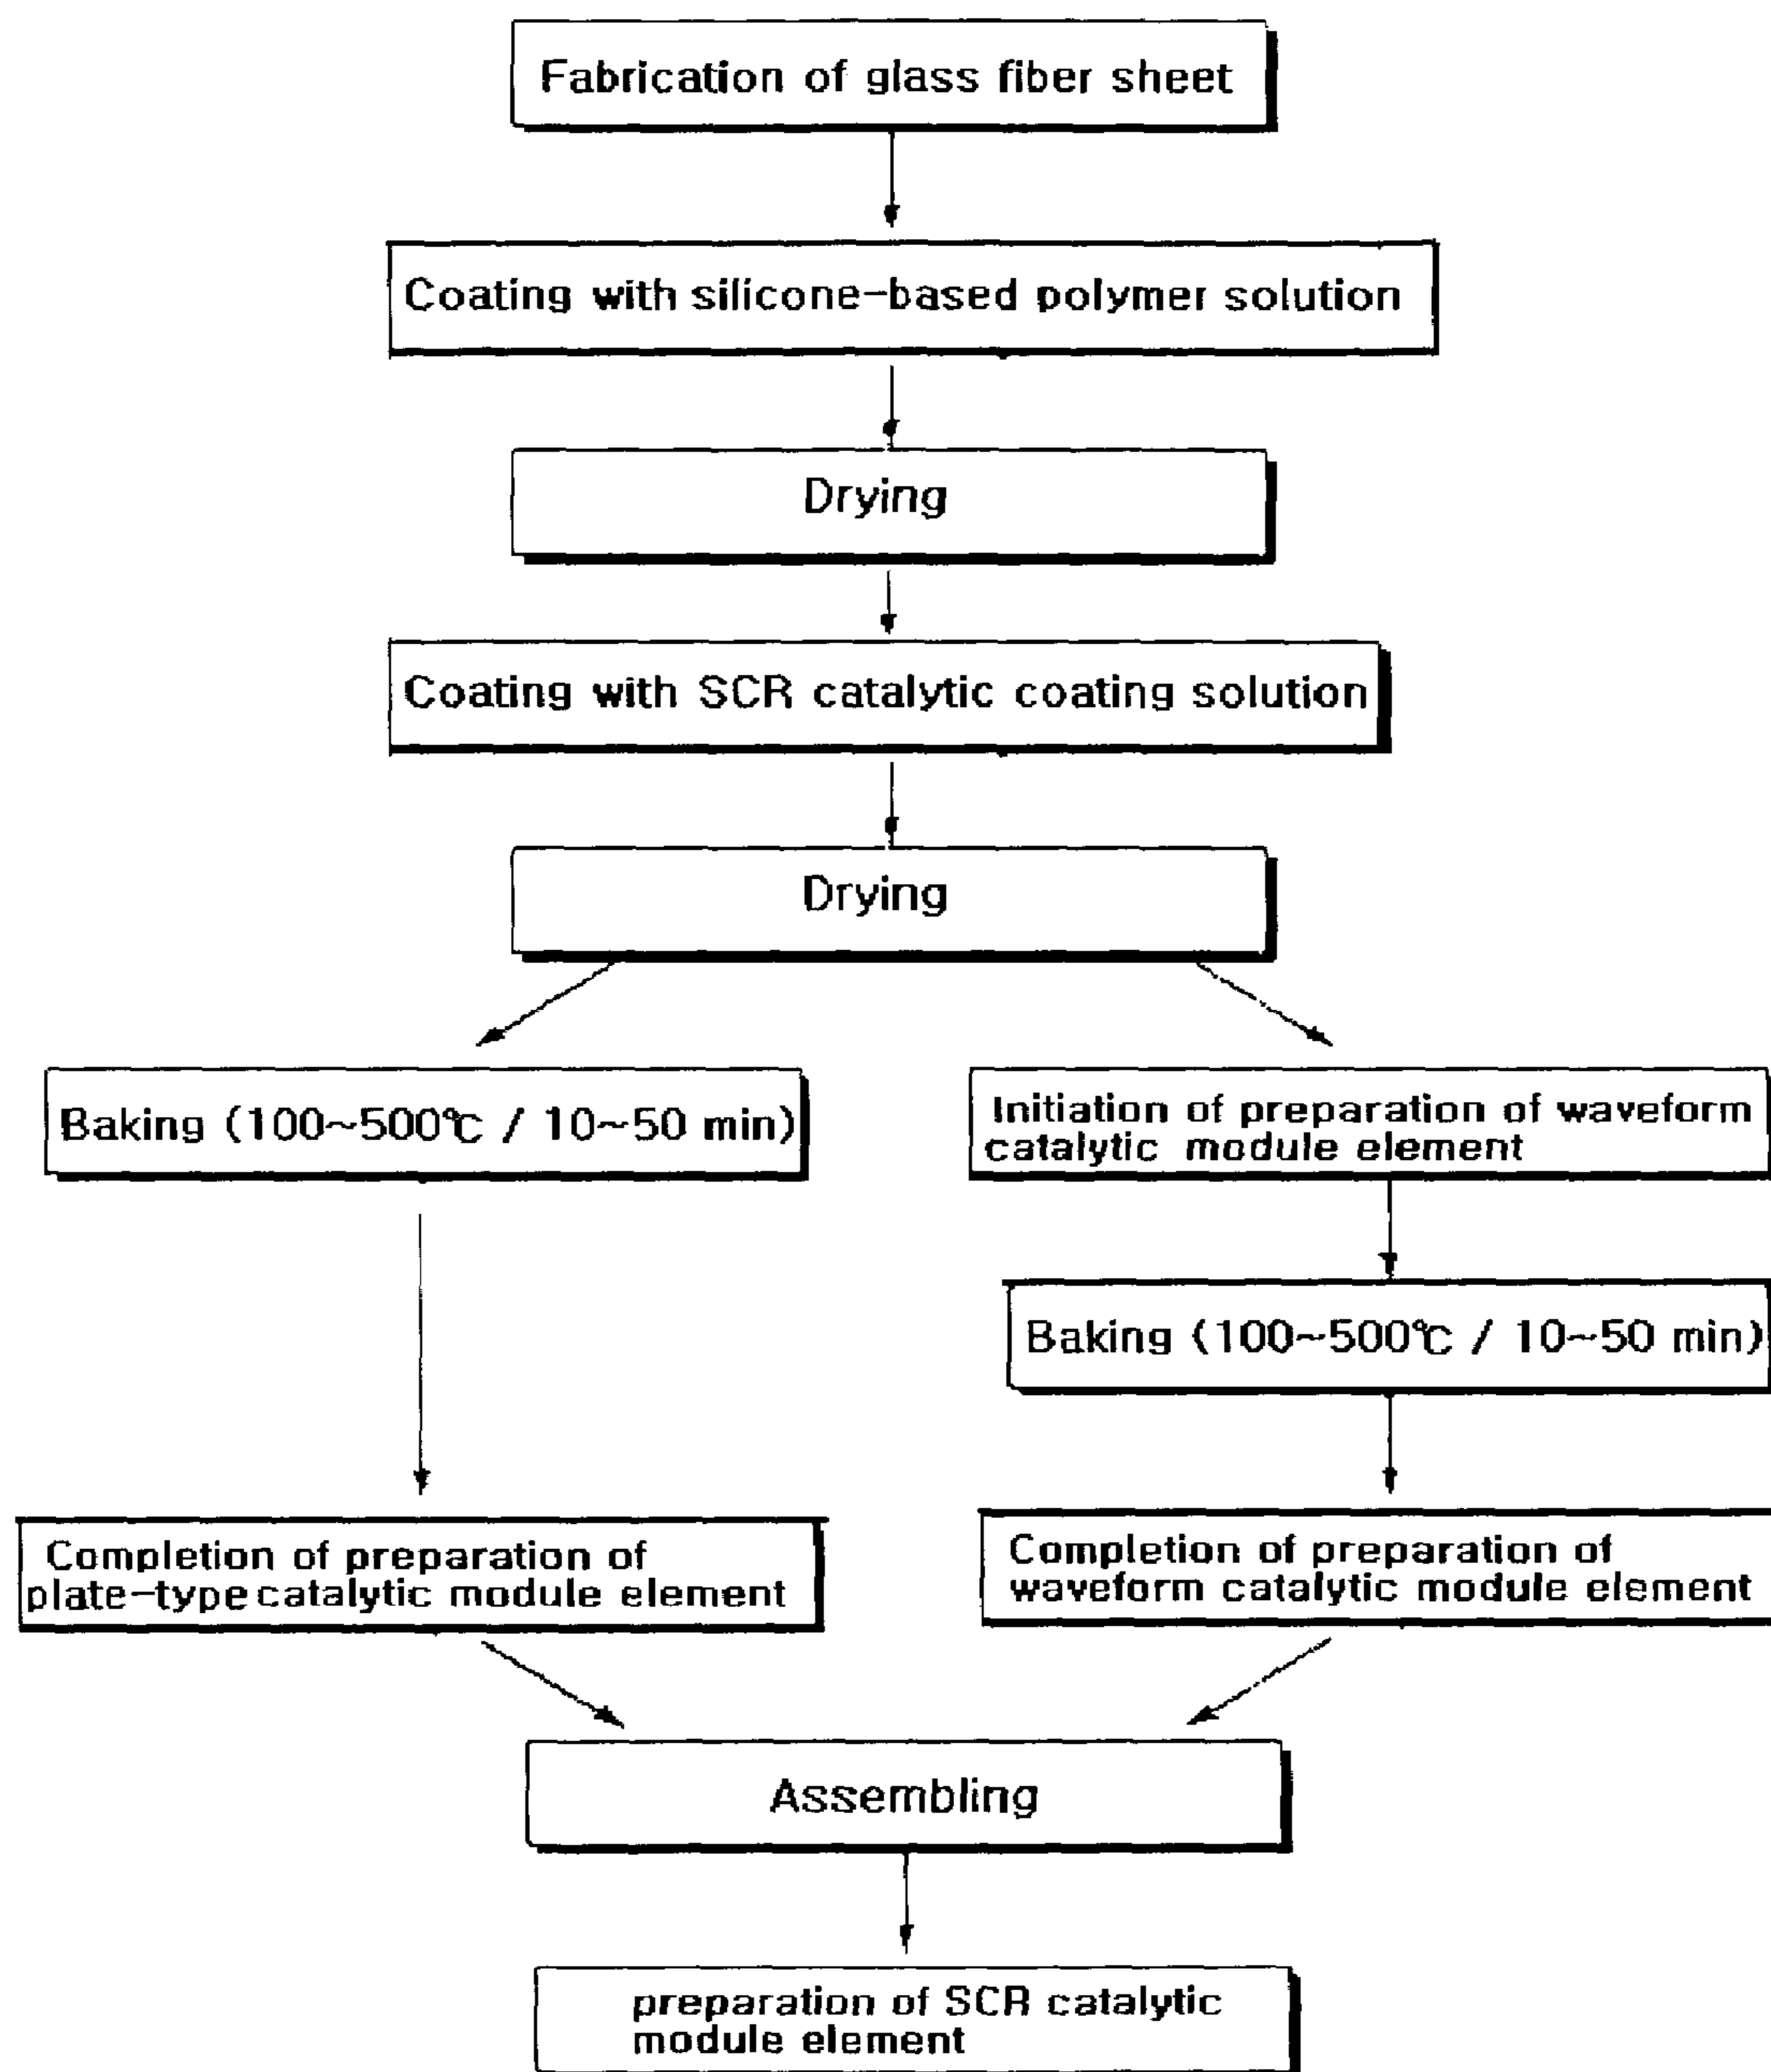 Fabrication of glass fiber sheet
Coating with silicone-based polymer solution
Drying
Coating with SCR catalytic coating solution
Drying
Baking (100~500℃ / 10~50 min)
Initiation of preparation of waveform
catalytic module element
Baking (100~500℃ / 10~50 min)
Completion of preparation of
plate-type catalytic module element
Completion of preparation of
waveform catalytic module element
Assembling
preparation of SCR catalytic
module element